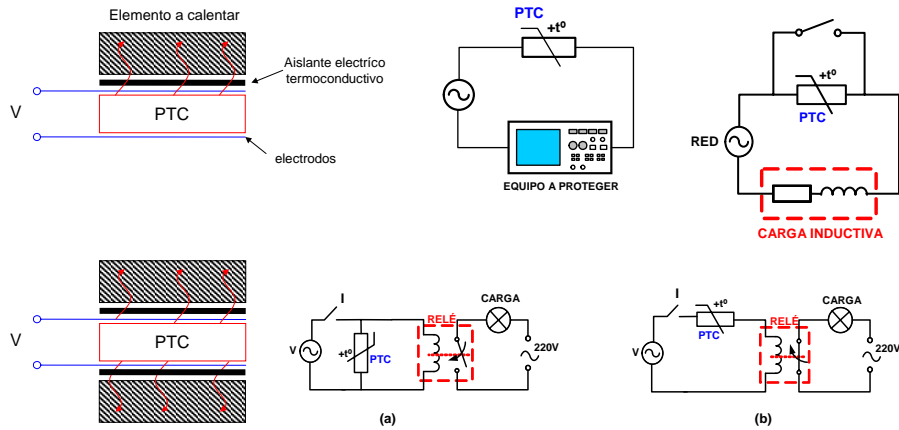 Elemento a calentar
Aislante electrico
termoconductivo
V
PTC
electrodos
PTC
+tº
EQUIPO A PROTEGER
+tº
PTC
RED
CARGA INDUCTIVA
V
PTC
I
V
+tº
PTC
RELÉ
CARGA
220V
(a)
I
+tº
PTC
V
RELÉ
CARGA
220V
(b)